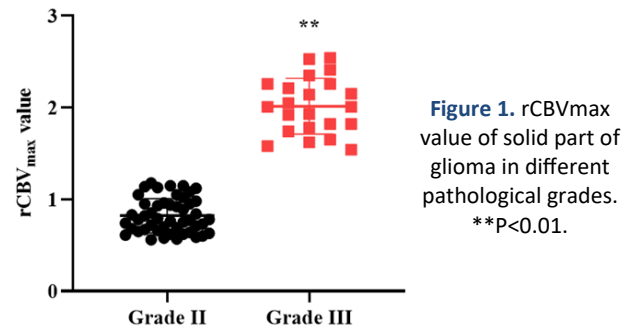 3
**
2
1
0
rCBVmax value
Grade II
Grade III
Figure 1. rCBVmax
value of solid part of
glioma in different
pathological grades.
**P<0.01.